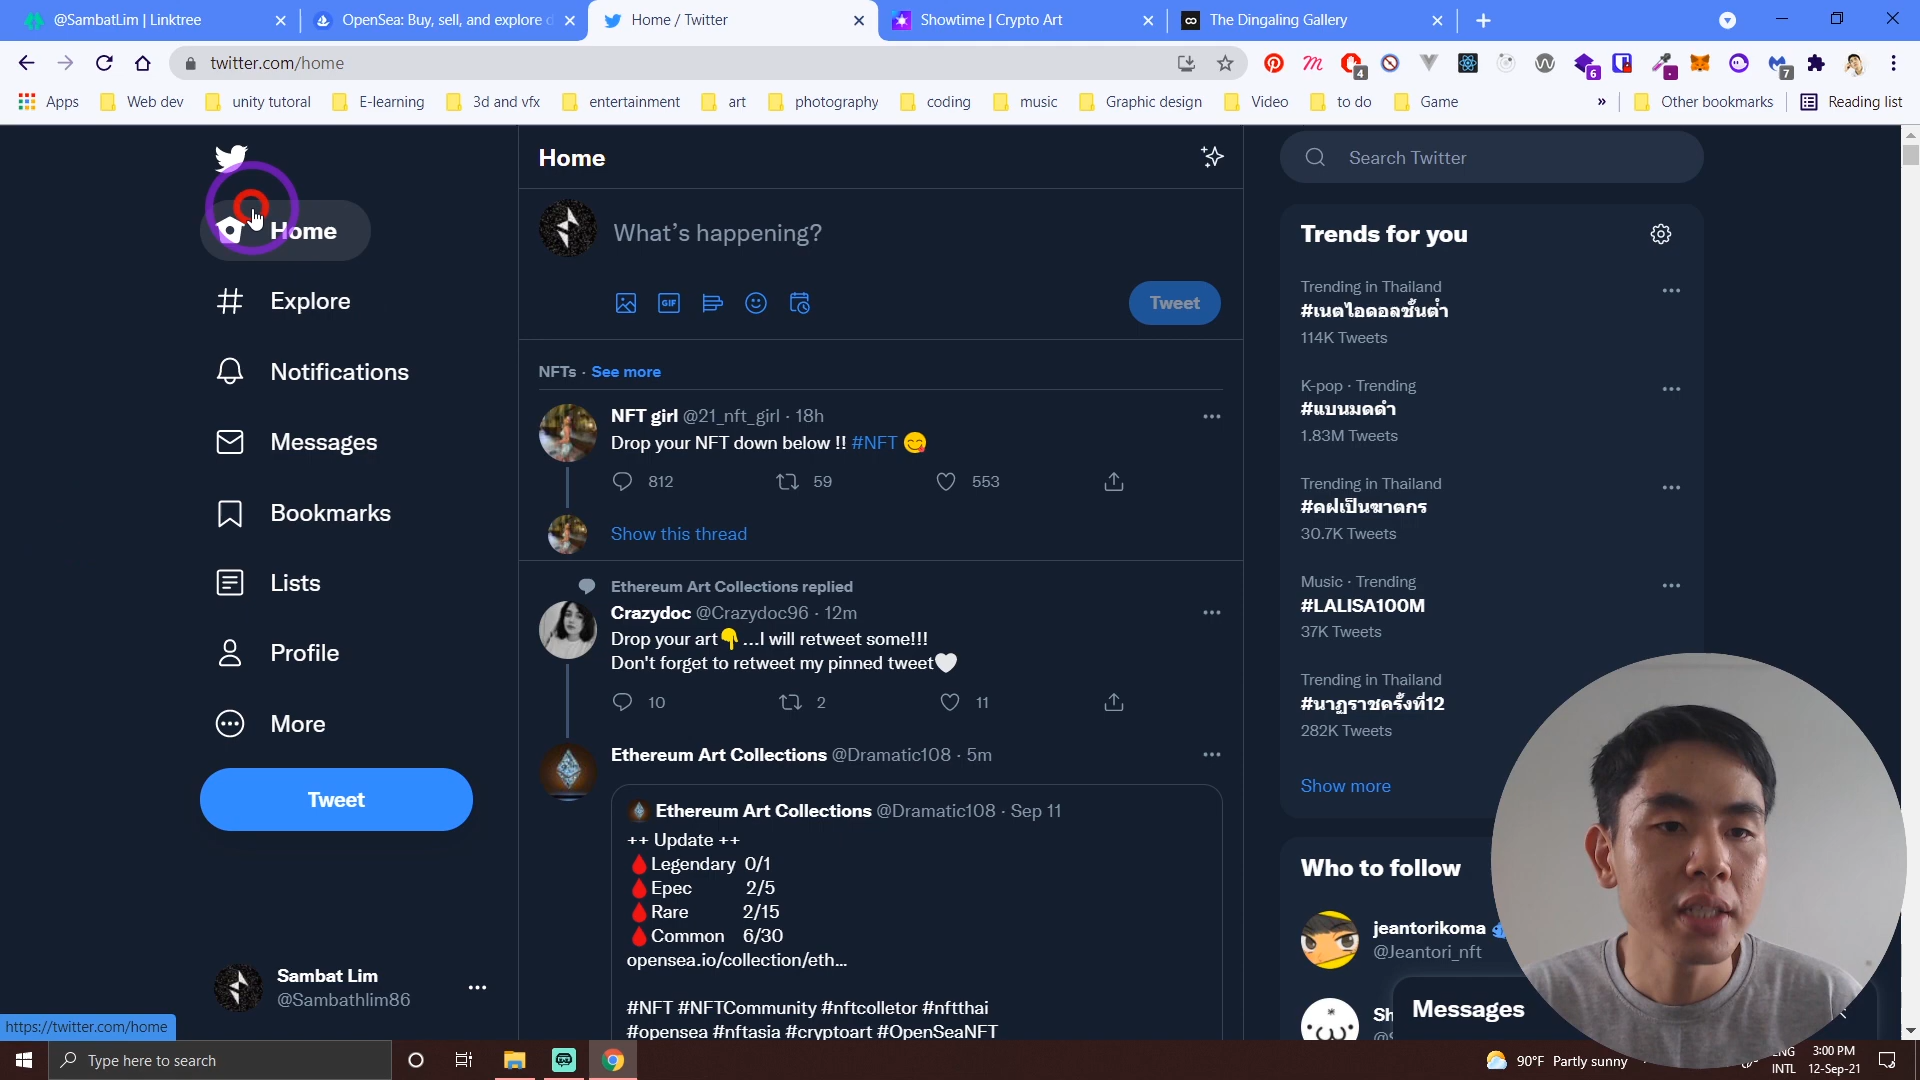 @SambatLim | Linktree
OpenSea: Buy, sell, and explore d
Home / Twitter
Showtime | Crypto Art
The Dingaling Gallery
twitter.com/home
4
6
7
Apps
Web dev
unity tutoral
E-learning
3d and vfx
entertainment
art
photography
coding
music
Graphic design
Video
to do
Game
»
Other bookmarks
Reading list
Home
Explore
Notifications
Messages
Bookmarks
Lists
Profile
More
Tweet
Sambat Lim
@Sambathlim86
https://twitter.com/home
Home
What's happening?
GIF
Tweet
NFTs · See more
NFT girl @21_nft_girl · 18h
Drop your NFT down below !! #NFT 😋
812 59 553
Show this thread
Ethereum Art Collections replied
Crazydoc @Crazydoc96 · 12m
Drop your art👇...I will retweet some!!!
Don't forget to retweet my pinned tweet🤍
10 2 11
Ethereum Art Collections @Dramatic108 · 5m
Ethereum Art Collections @Dramatic108 · Sep 11
++ Update ++
🩸Legendary 0/1
🩸Epec 2/5
🩸Rare 2/15
🩸Common 6/30
opensea.io/collection/eth...
#NFT #NFTCommunity #nftcolletor #nftthai
#opensea #nftasia #cryptoart #OpenSeaNFT
Search Twitter
Trends for you
Trending in Thailand
#เนตไอดอลชั้นต่ำ
114K Tweets
K-pop · Trending
#แบนมดดำ
1.83M Tweets
Trending in Thailand
#คฝเป็นฆาตกร
30.7K Tweets
Music · Trending
#LALISA100M
37K Tweets
Trending in Thailand
#นาฏราชครั้งที่12
282K Tweets
Show more
Who to follow
jeantorikoma
@Jeantori_nft
Messages
Type here to search
90°F Partly sunny
ENG
INTL
3:00 PM
12-Sep-21